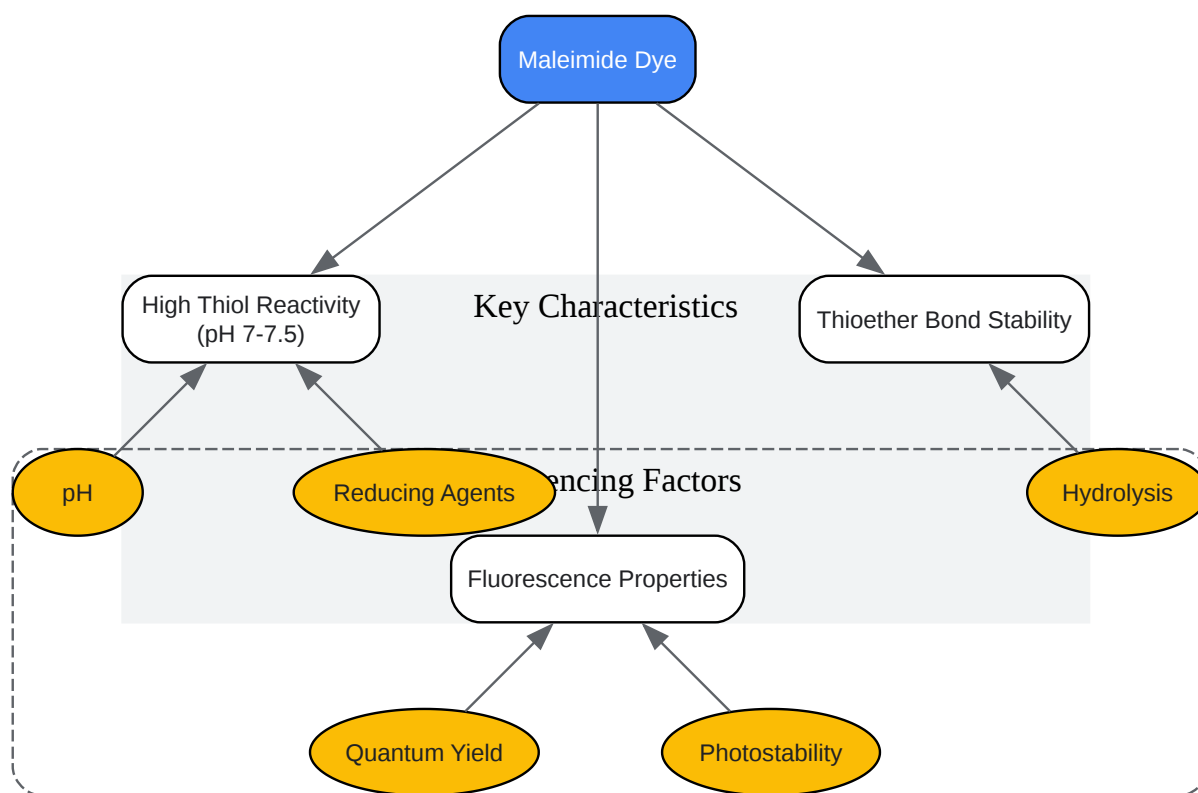 Maleimide Dye
High Thiol Reactivity
(pH 7-7.5)
Key Characteristics
Thioether Bond Stability
pH
Reducing Agents
Factors
Hydrolysis
Fluorescence Properties
Quantum Yield
Photostability